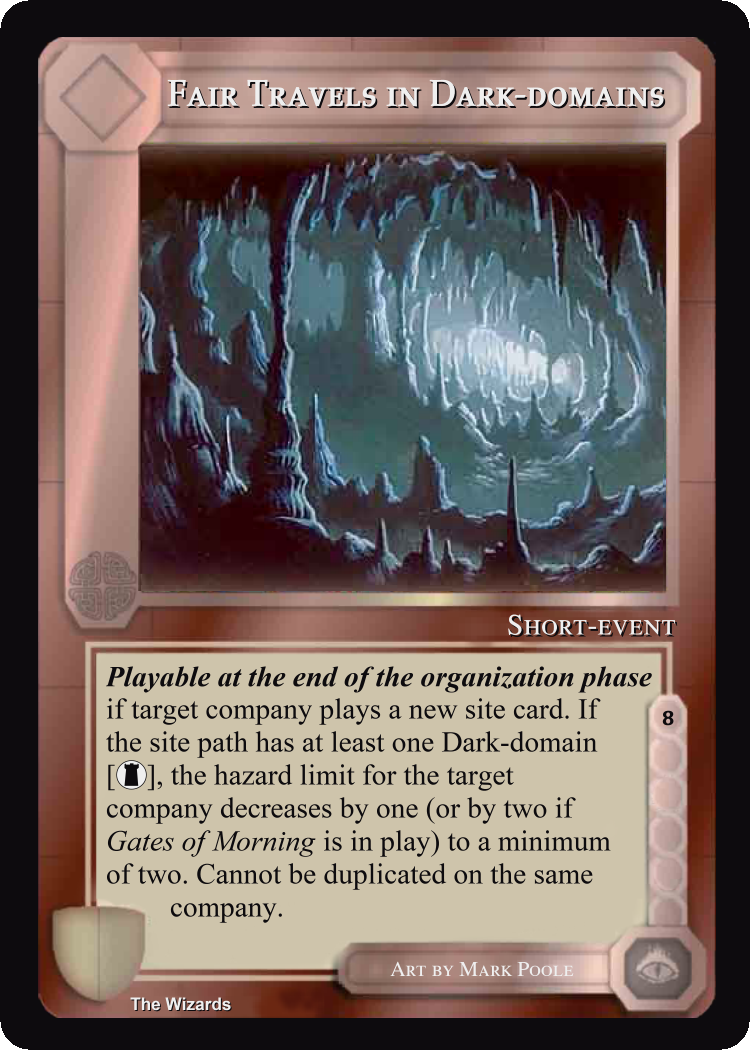 Fair Travels in Dark-domains
Short-event
Playable at the end of the organization phase
if target company plays a new site card. If
the site path has at least one Dark-domain
[], the hazard limit for the target
company decreases by one (or by two if
Gates of Morning is in play) to a minimum
of two. Cannot be duplicated on the same
company.
8
Art by Mark Poole
The Wizards